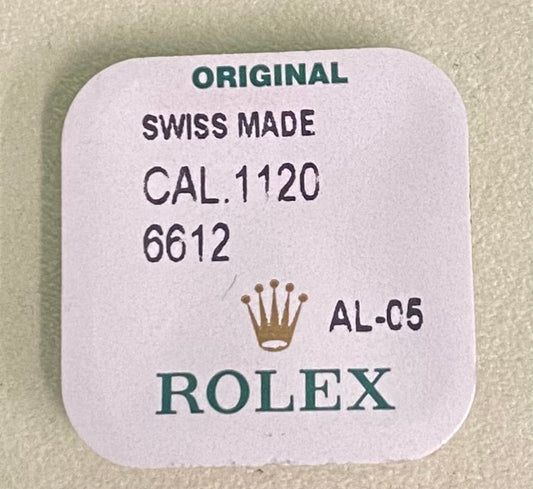 ORIGINAL
SWISS MADE
CAL.1120
6612
AL-05
ROLEX